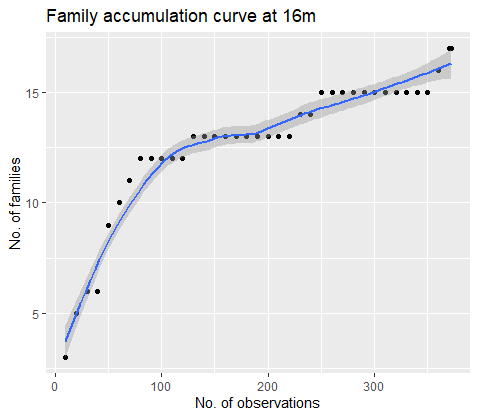 Family accumulation curve at 16m
No. of families
15
10
5
0
100
200
300
No. of observations